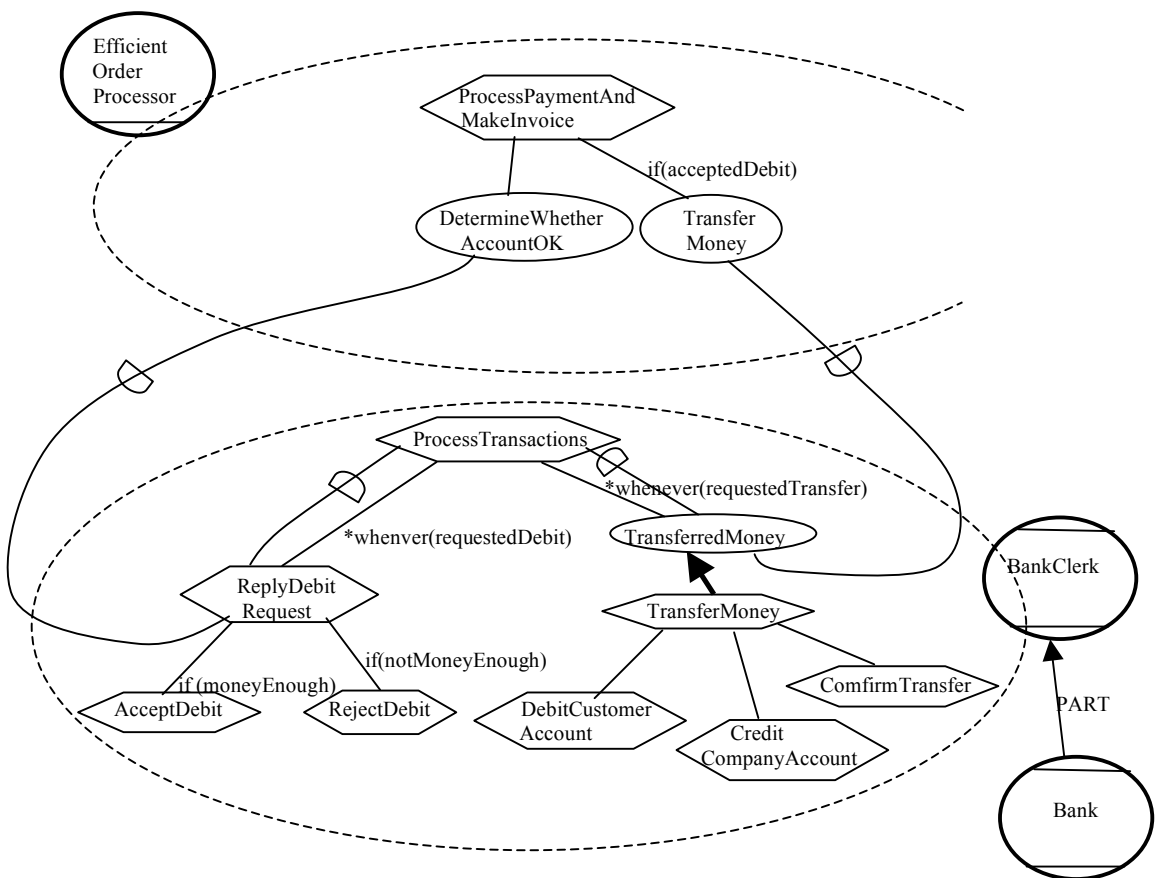 Efficient
Order
Processor
ProcessPaymentAnd
MakeInvoice
if(acceptedDebit)
DetermineWhether
AccountOK
Transfer
Money
ProcessTransactions
*whenever(requestedTransfer)
*whenver(requestedDebit)
TransferredMoney
BankClerk
ReplyDebit
Request
TransferMoney
if(notMoneyEnough)
if (moneyEnough)
ComfirmTransfer
AcceptDebit
RejectDebit
DebitCustomer
Account
PART
Credit
CompanyAccount
Bank